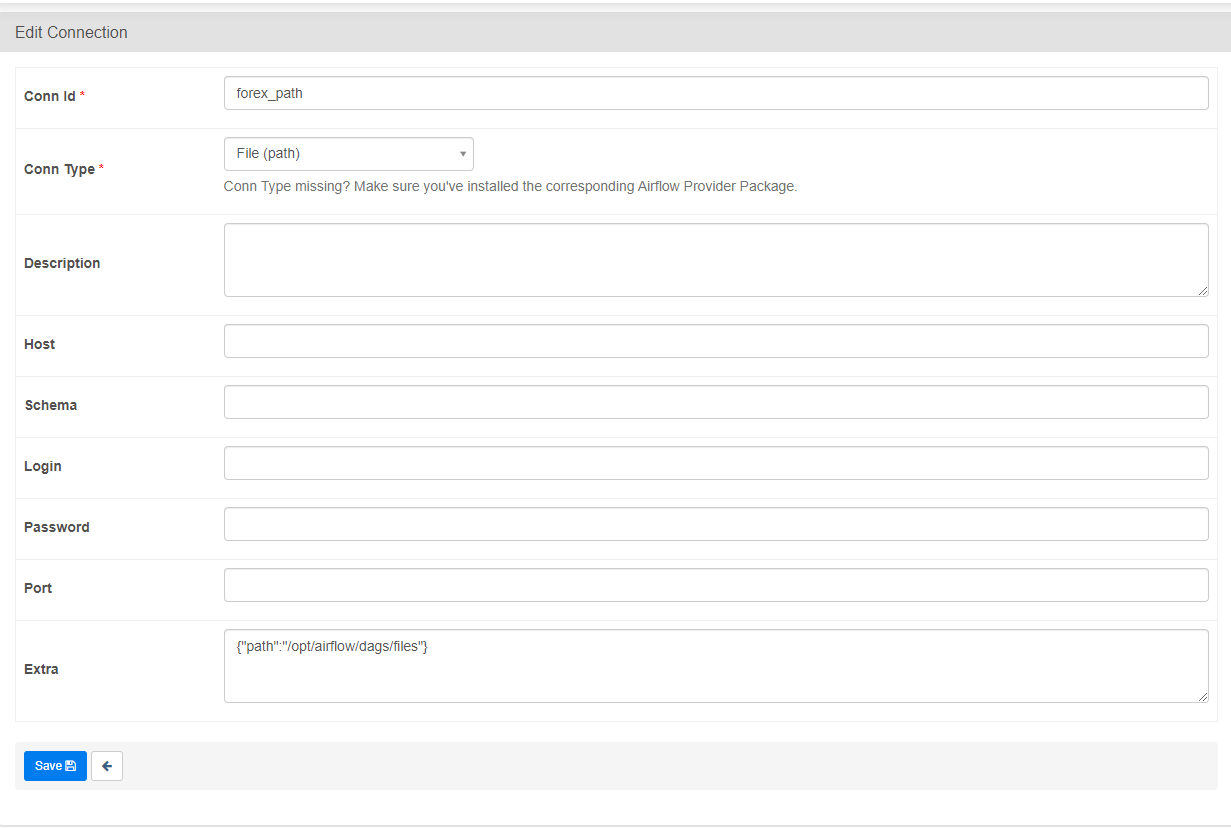 Edit Connection
Conn Id *
forex_path
Conn Type *
File (path)
Conn Type missing? Make sure you've installed the corresponding Airflow Provider Package.
Description
Host
Schema
Login
Password
Port
Extra
{"path":"/opt/airflow/dags/files"}
Save